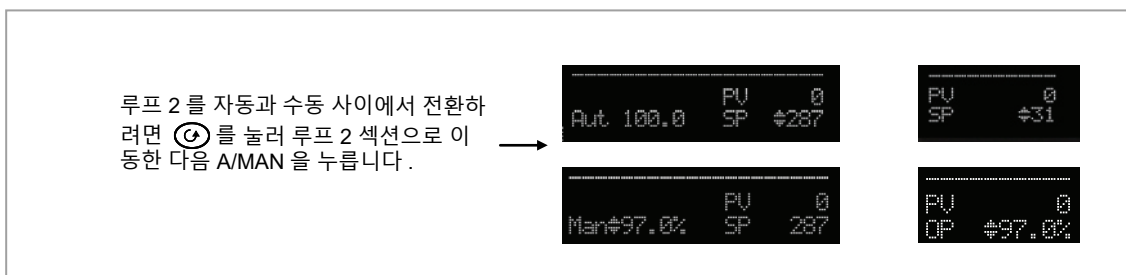 루프 2 를 자동과 수동 사이에서 전환하
려면 를 눌러 루프 2 섹션으로 이
동한 다음 A/MAN 을 누릅니다 .
PV 0
Aut 100.0 SP 287
PV 0
SP 31
PV 0
Man 97.0% SP 287
PV 0
OP 97.0%